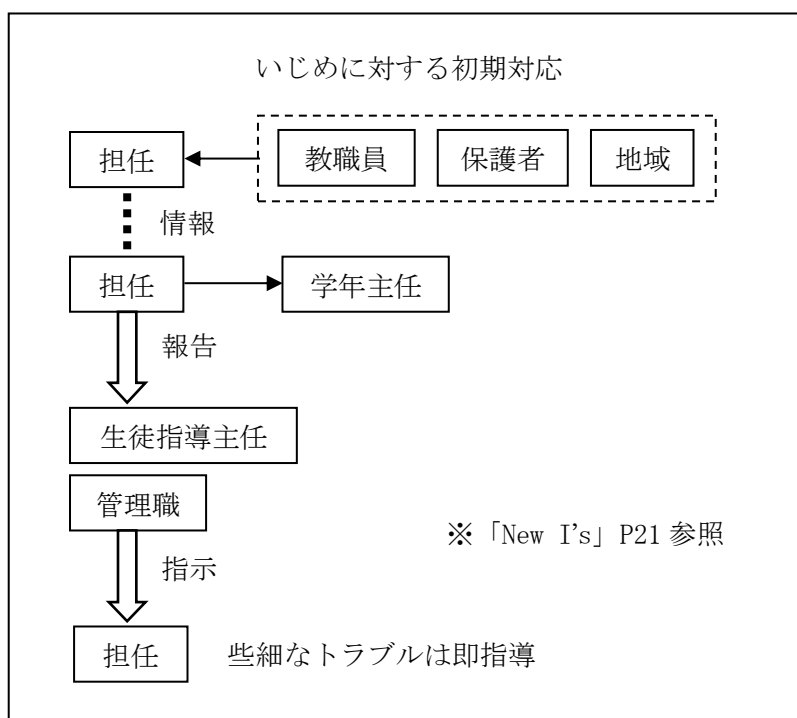 いじめに対する初期対応
担任 教職員 保護者 地域
情報
担任 学年主任
報告
生徒指導主任
管理職
※「New I's」P21 参照
指示
担任 些細なトラブルは即指導